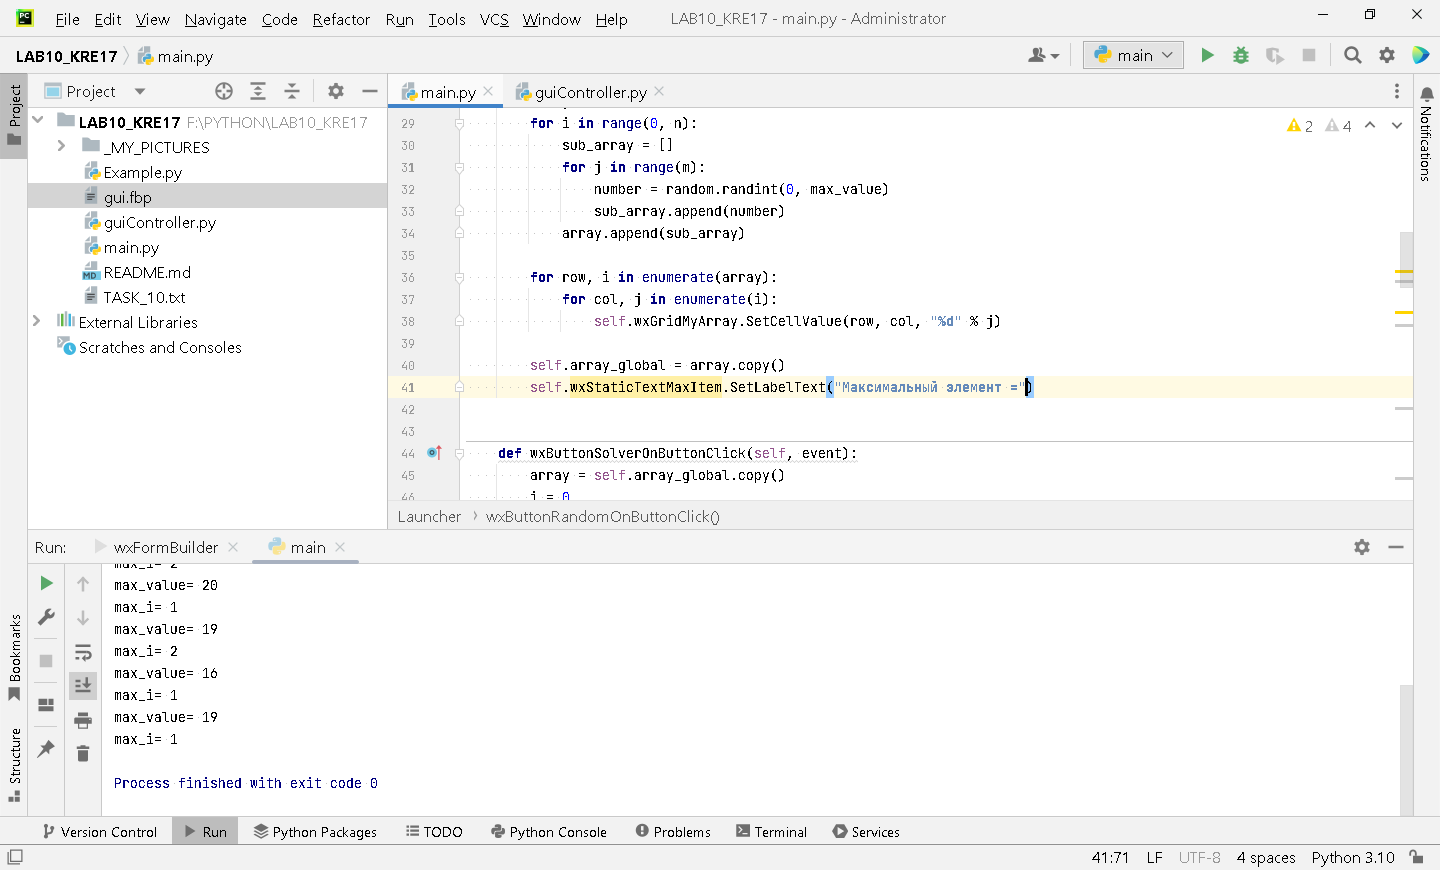 File Edit View Navigate Code Refactor Run Tools VCS Window Help LAB10_KRE17 - main.py - Administrator
LAB10_KRE17 main.py main
Project main.py guiController.py
LAB10_KRE17 F:\PYTHON\LAB10_KRE17
_MY_PICTURES
Example.py
gui.fbp
guiController.py
main.py
README.md
TASK_10.txt
External Libraries
Scratches and Consoles
2 4
29 for i in range(0, n):
30 sub_array = []
31 for j in range(m):
32 number = random.randint(0, max_value)
33 sub_array.append(number)
34 array.append(sub_array)
35
36 for row, i in enumerate(array):
37 for col, j in enumerate(i):
38 self.wxGridMyArray.SetCellValue(row, col, "%d" % j)
39
40 self.array_global = array.copy()
41 self.wxStaticTextMaxItem.SetLabelText("Максимальный элемент =")
42
43
44 def wxButtonSolverOnButtonClick(self, event):
45 array = self.array_global.copy()
46 i = 0
Launcher wxButtonRandomOnButtonClick()
Project
Notifications
Bookmarks
Structure
Run: wxFormBuilder main
max_i= 2
max_value= 20
max_i= 1
max_value= 19
max_i= 2
max_value= 16
max_i= 1
max_value= 19
max_i= 1
Process finished with exit code 0
Version Control Run Python Packages TODO Python Console Problems Terminal Services
41:71 LF UTF-8 4 spaces Python 3.10